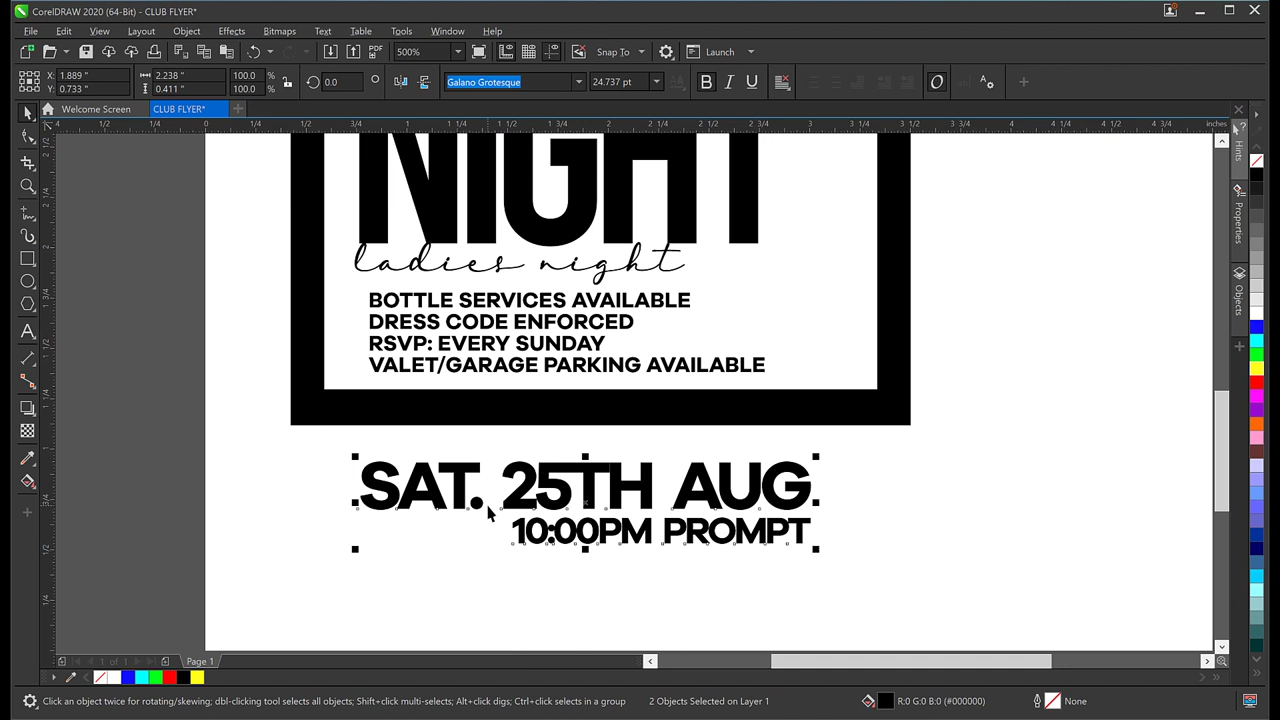 CorelDRAW 2020 (64-Bit) - CLUB FLYER*
File Edit View Layout Object Effects Bitmaps Text Table Tools Window Help
PDF 500% Snap To Launch
X: 1.889 " 2.238 " 100.0 % 0.0 Galano Grotesque 24.737 pt B I U O
Y: 0.733 " 0.411 " 100.0 %
Welcome Screen CLUB FLYER*
inches
Hints
Properties
Objects
NIGHT
ladies night
BOTTLE SERVICES AVAILABLE
DRESS CODE ENFORCED
RSVP: EVERY SUNDAY
VALET/GARAGE PARKING AVAILABLE
SAT. 25TH AUG
10:00PM PROMPT
1 of 1 Page 1
Click an object twice for rotating/skewing; dbl-clicking tool selects all objects; Shift+click multi-selects; Alt+click digs; Ctrl+click selects in a group 2 Objects Selected on Layer 1 R:0 G:0 B:0 (#000000) None